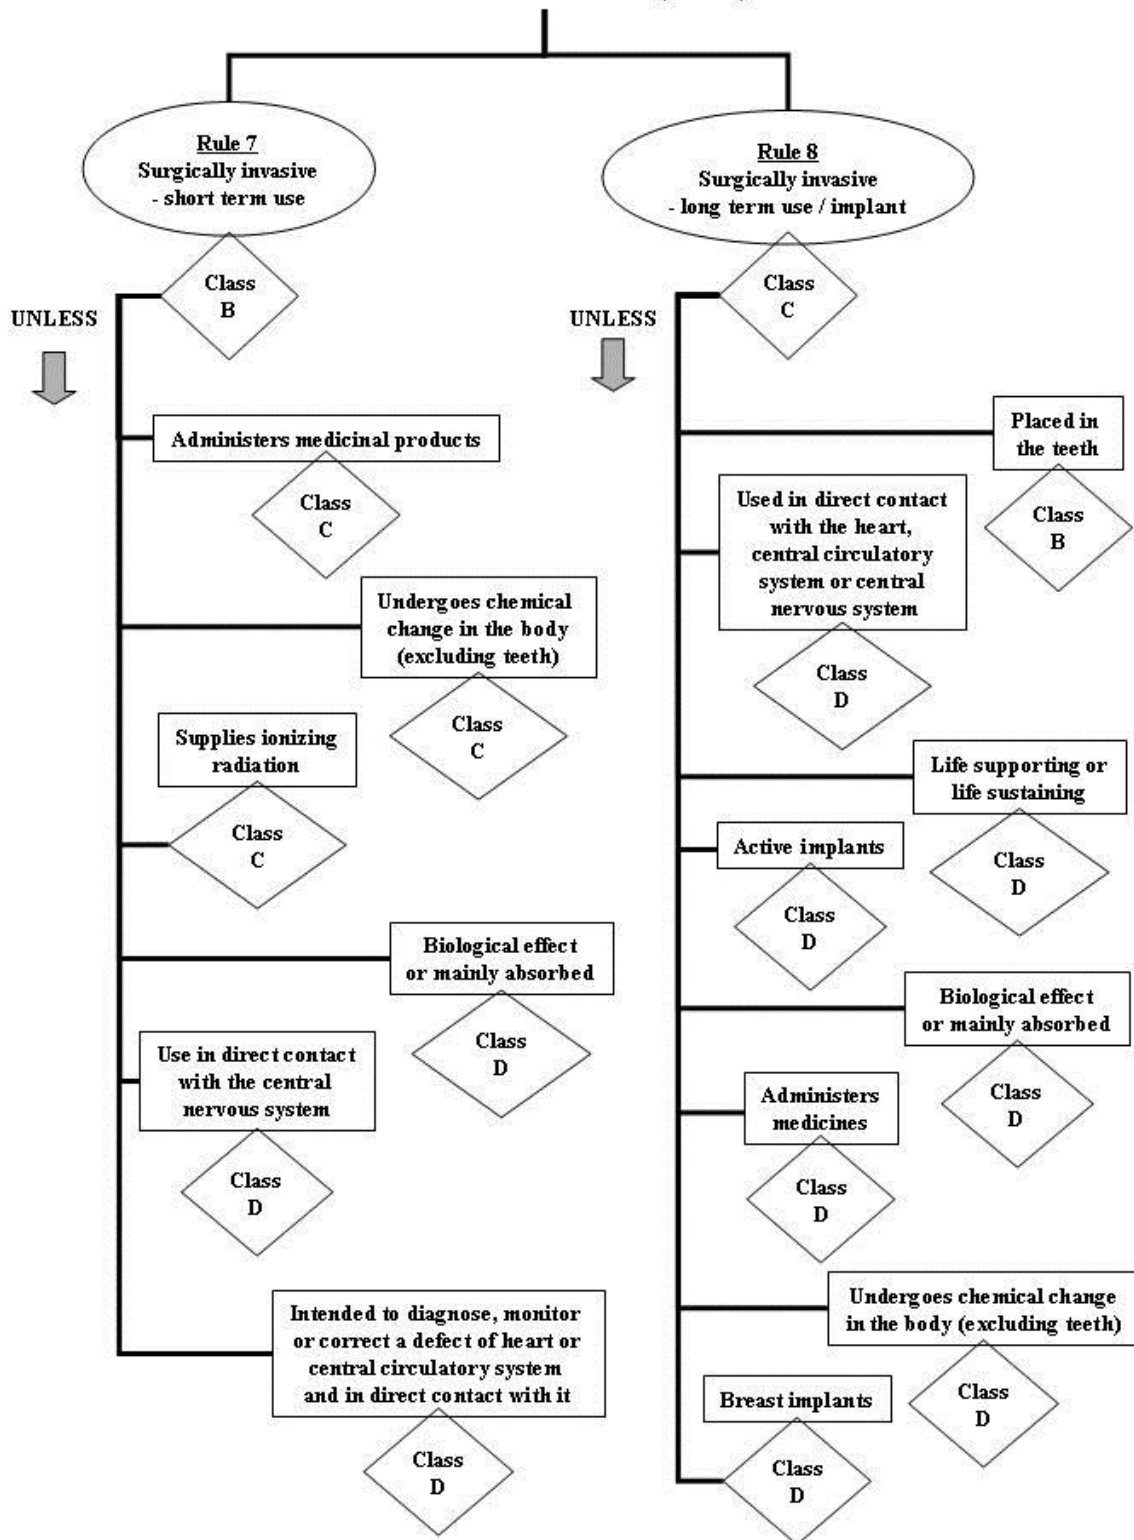 Rule 7
Surgically invasive
- short term use
Class
B
UNLESS
Administers medicinal products
Class
C
Undergoes chemical
change in the body
(excluding teeth)
Class
C
Supplies ionizing
radiation
Class
C
Biological effect
or mainly absorbed
Class
D
Use in direct contact
with the central
nervous system
Class
D
Intended to diagnose, monitor
or correct a defect of heart or
central circulatory system
and in direct contact with it
Class
D
Rule 8
Surgically invasive
- long term use / implant
Class
C
UNLESS
Placed in
the teeth
Class
B
Used in direct contact
with the heart,
central circulatory
system or central
nervous system
Class
D
Life supporting or
life sustaining
Class
D
Active implants
Class
D
Biological effect
or mainly absorbed
Class
D
Administers
medicines
Class
D
Undergoes chemical change
in the body (excluding teeth)
Class
D
Breast implants
Class
D